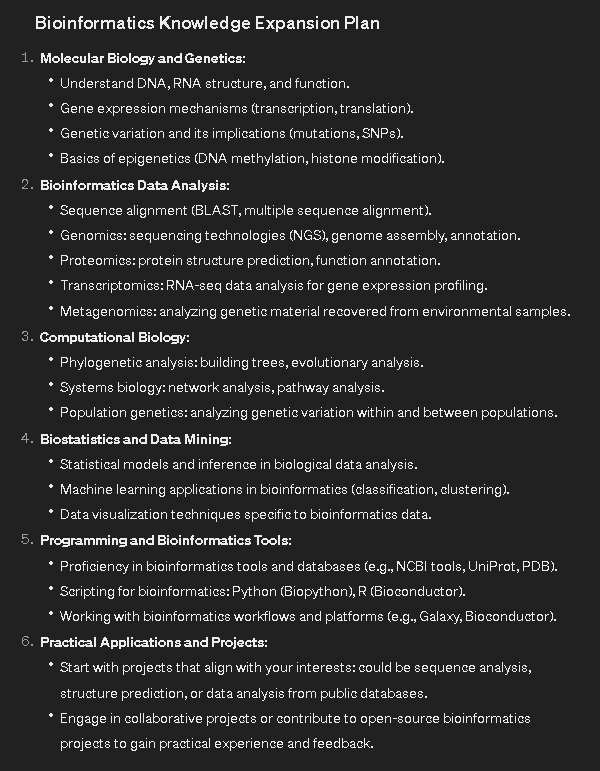 Bioinformatics Knowledge Expansion Plan
1. Molecular Biology and Genetics:
• Understand DNA, RNA structure, and function.
• Gene expression mechanisms (transcription, translation).
• Genetic variation and its implications (mutations, SNPs).
• Basics of epigenetics (DNA methylation, histone modification).
2. Bioinformatics Data Analysis:
• Sequence alignment (BLAST, multiple sequence alignment).
• Genomics: sequencing technologies (NGS), genome assembly, annotation.
• Proteomics: protein structure prediction, function annotation.
• Transcriptomics: RNA-seq data analysis for gene expression profiling.
• Metagenomics: analyzing genetic material recovered from environmental samples.
3. Computational Biology:
• Phylogenetic analysis: building trees, evolutionary analysis.
• Systems biology: network analysis, pathway analysis.
• Population genetics: analyzing genetic variation within and between populations.
4. Biostatistics and Data Mining:
• Statistical models and inference in biological data analysis.
• Machine learning applications in bioinformatics (classification, clustering).
• Data visualization techniques specific to bioinformatics data.
5. Programming and Bioinformatics Tools:
• Proficiency in bioinformatics tools and databases (e.g., NCBI tools, UniProt, PDB).
• Scripting for bioinformatics: Python (Biopython), R (Bioconductor).
• Working with bioinformatics workflows and platforms (e.g., Galaxy, Bioconductor).
6. Practical Applications and Projects:
• Start with projects that align with your interests: could be sequence analysis,
structure prediction, or data analysis from public databases.
• Engage in collaborative projects or contribute to open-source bioinformatics
projects to gain practical experience and feedback.